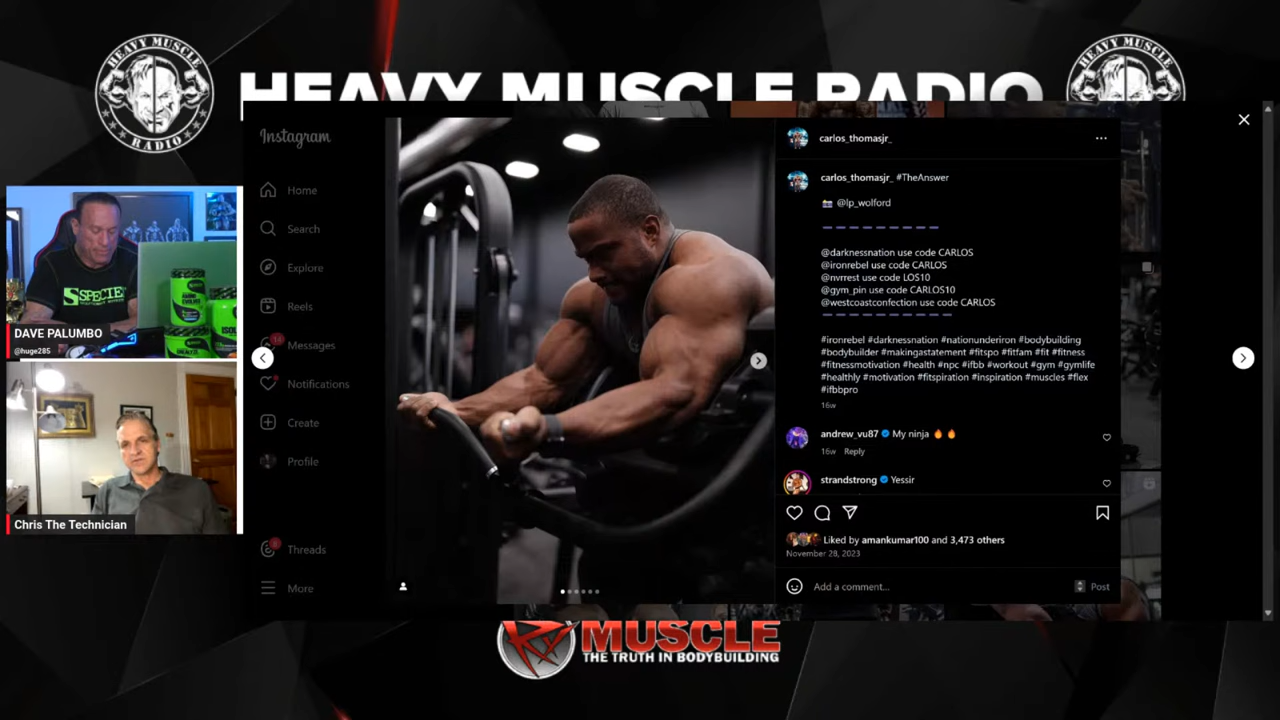 HEAVY MUSCLE RADIO
HEAVY MUSCLE
RADIO
HEAVY MUSCLE
SPECIES
DAVE PALUMBO
@huge285
Chris The Technician
Instagram
Home
Search
Explore
Reels
14
Messages
Notifications
Create
Profile
6
Threads
More
carlos_thomasjr_
carlos_thomasjr_ #TheAnswer
📷 @lp_wolford
— — — — — — — — —
@darknessnation use code CARLOS
@ironrebel use code CARLOS
@nvrrest use code LOS10
@gym_pin use code CARLOS10
@westcoastconfection use code CARLOS
— — — — — — — — — —
#ironrebel #darknessnation #nationunderiron #bodybuilding
#bodybuilder #makingastatement #fitspo #fitfam #fit #fitness
#fitnessmotivation #health #npc #ifbb #workout #gym #gymlife
#healthly #motivation #fitspiration #inspiration #muscles #flex
#ifbbpro
16w
andrew_vu87 My ninja 🔥 🔥
16w Reply
strandstrong Yessir
Liked by amankumar100 and 3,473 others
November 28, 2023
Add a comment...
Post
MUSCLE
THE TRUTH IN BODYBUILDING